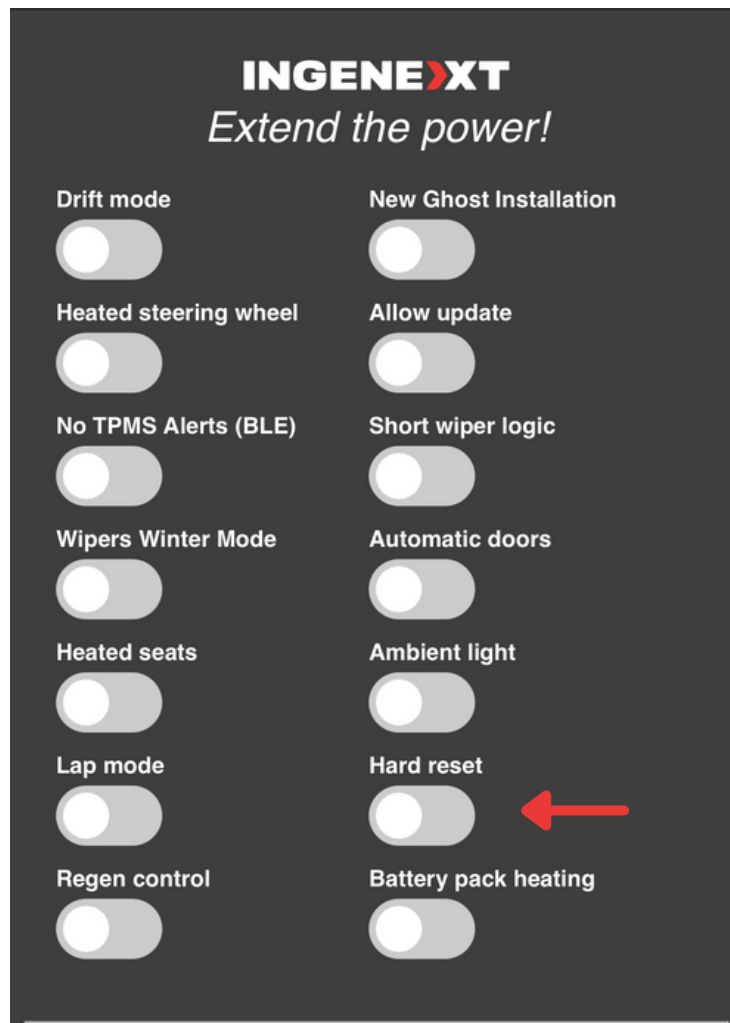 INGENEXT
Extend the power!
Drift mode
New Ghost Installation
Heated steering wheel
Allow update
No TPMS Alerts (BLE)
Short wiper logic
Wipers Winter Mode
Automatic doors
Heated seats
Ambient light
Lap mode
Hard reset
Regen control
Battery pack heating